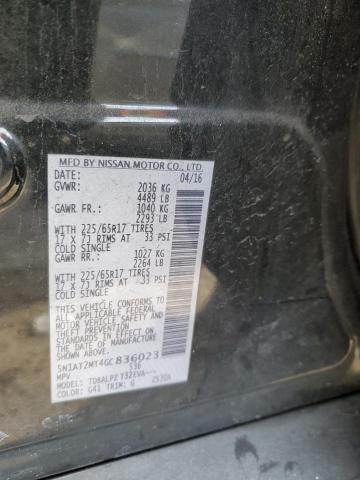 MFD BY NISSAN MOTOR CO., LTD.
DATE: 04/16
GVWR: 2036 KG
4489 LB
GAWR FR.: 1040 KG
2293 LB
WITH 225/65R17 TIRES
17 X 7J RIMS AT 33 PSI
COLD SINGLE
GAWR RR.: 1027 KG
2264 LB
WITH 225/65R17 TIRES
17 X 7J RIMS AT 33 PSI
COLD SINGLE
THIS VEHICLE CONFORMS TO ALL
APPLICABLE FEDERAL MOTOR
VEHICLE SAFETY AND THEFT
PREVENTION STANDARDS IN EFFECT
ON THE DATE OF MANUFACTURE
SHOWN ABOVE.
5N1AT2MT4GC836023
MPV 536
MODEL: TDBALP2 T32EVA---
COLOR: G41 TRIM: G